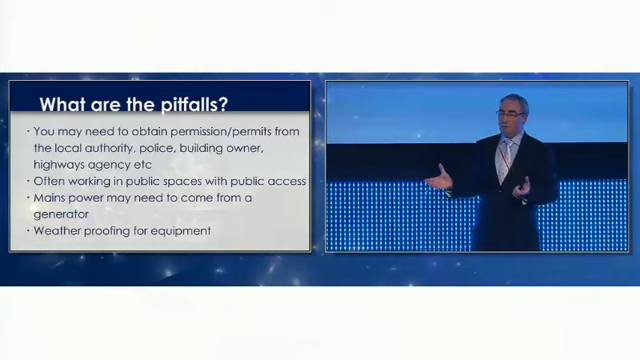 What are the pitfalls?
· You may need to obtain permission/permits from
the local authority, police, building owner,
highways agency etc
· Often working in public spaces with public access
· Mains power may need to come from a
generator
· Weather proofing for equipment